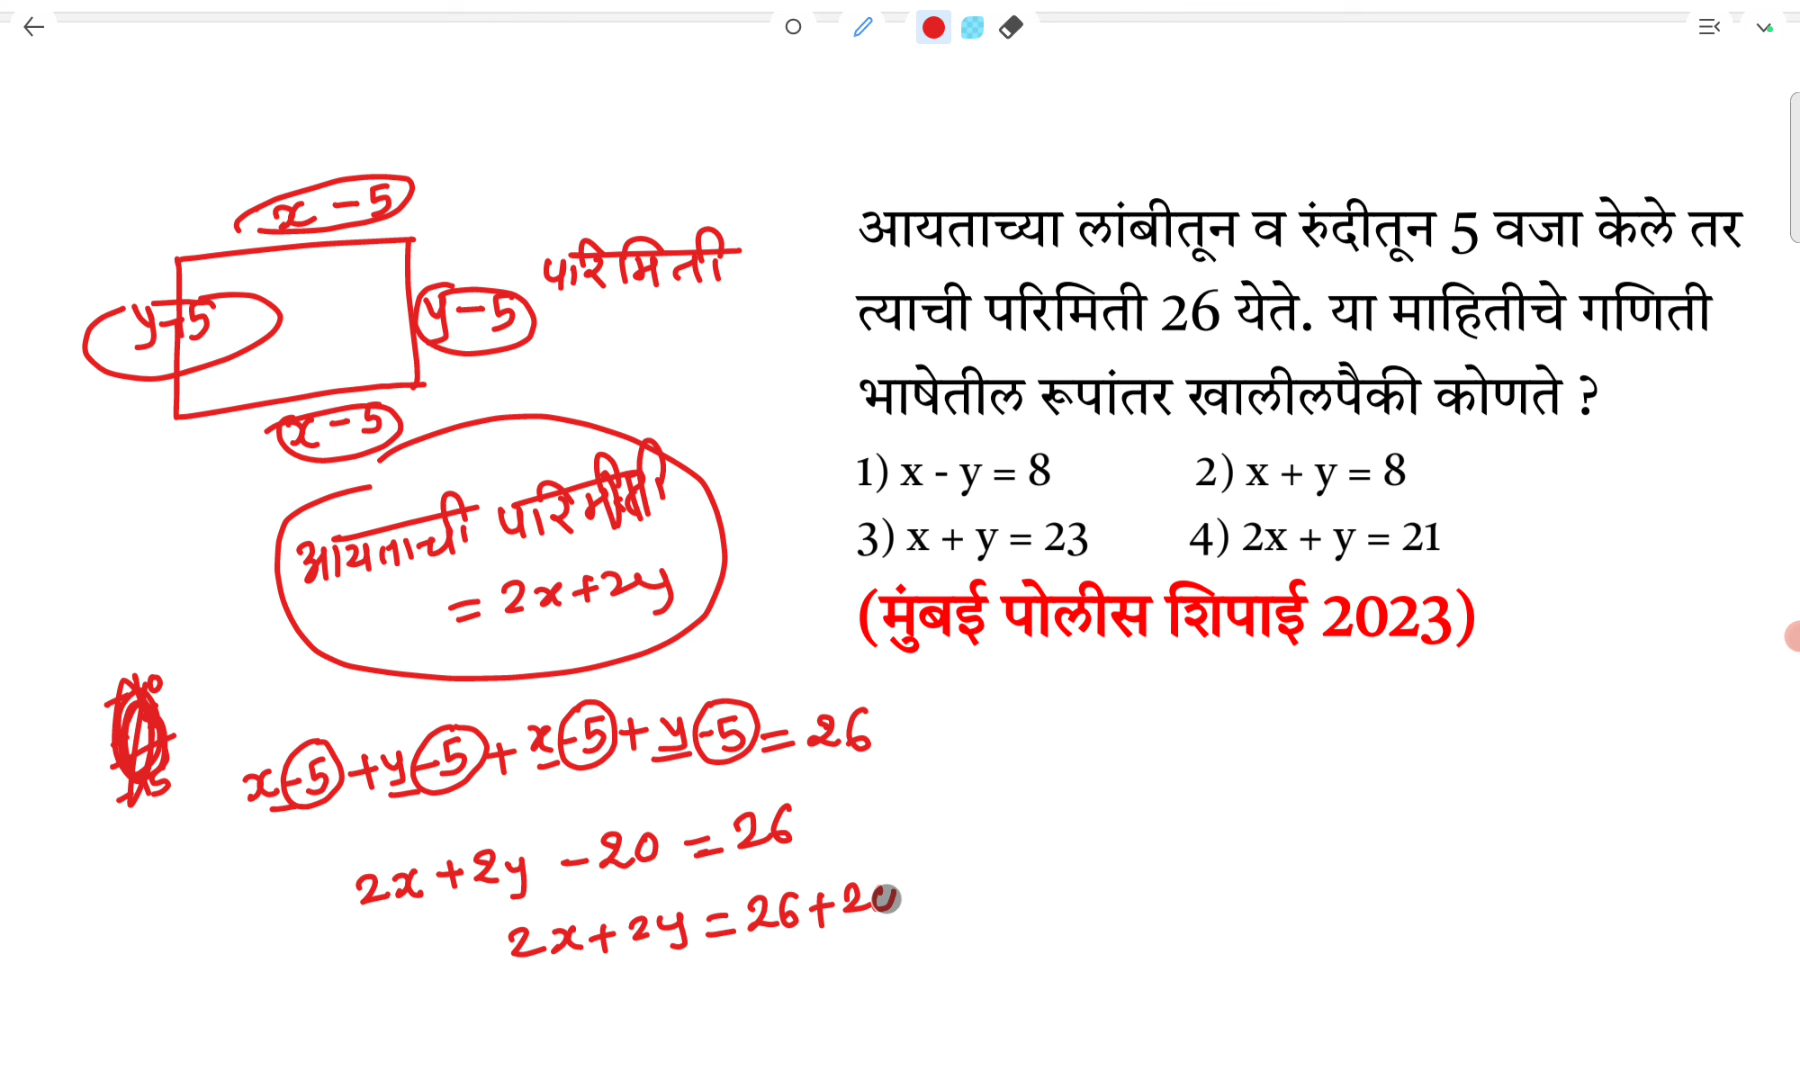 x - 5
y - 5
y - 5
परिमिती
x - 5
आयताची परिमीती
= 2x + 2y
x - 5 + y - 5 + x - 5 + y - 5 = 26
2x + 2y - 20 = 26
2x + 2y = 26 + 20
आयताच्या लांबीतून व रुंदीतून 5 वजा केले तर
त्याची परिमिती 26 येते. या माहितीचे गणिती
भाषेतील रूपांतर खालीलपैकी कोणते ?
1) x - y = 8 2) x + y = 8
3) x + y = 23 4) 2x + y = 21
(मुंबई पोलीस शिपाई 2023)